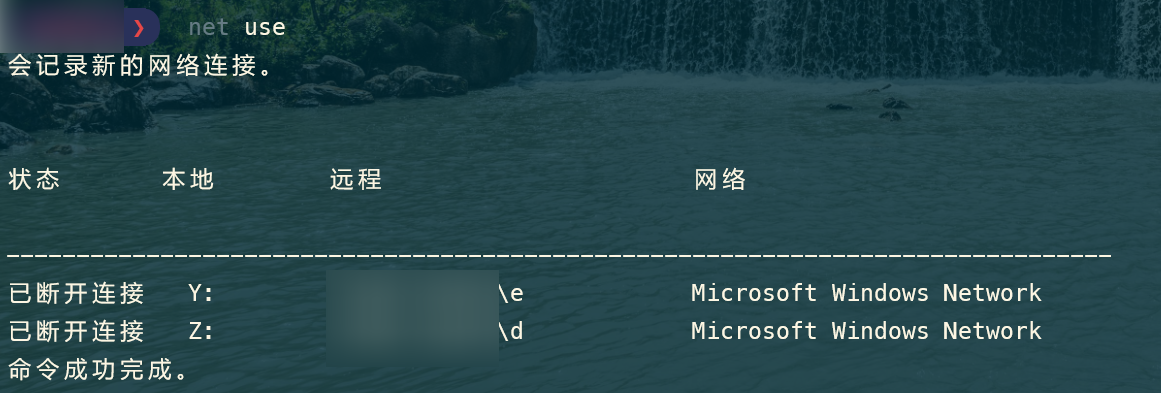 ❯ net use
会记录新的网络连接。
状态 本地 远程 网络
-------------------------------------------------------------------------------
已断开连接 Y: \e Microsoft Windows Network
已断开连接 Z: \d Microsoft Windows Network
命令成功完成。